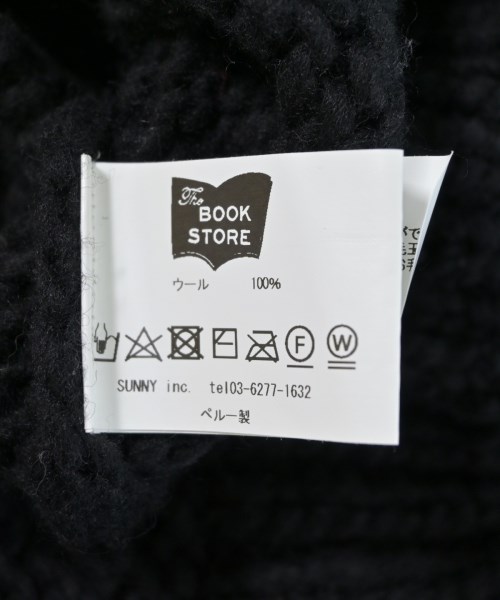 The
BOOK
STORE
ウール 100%
F
W
SUNNY inc. tel03-6277-1632
ペルー製